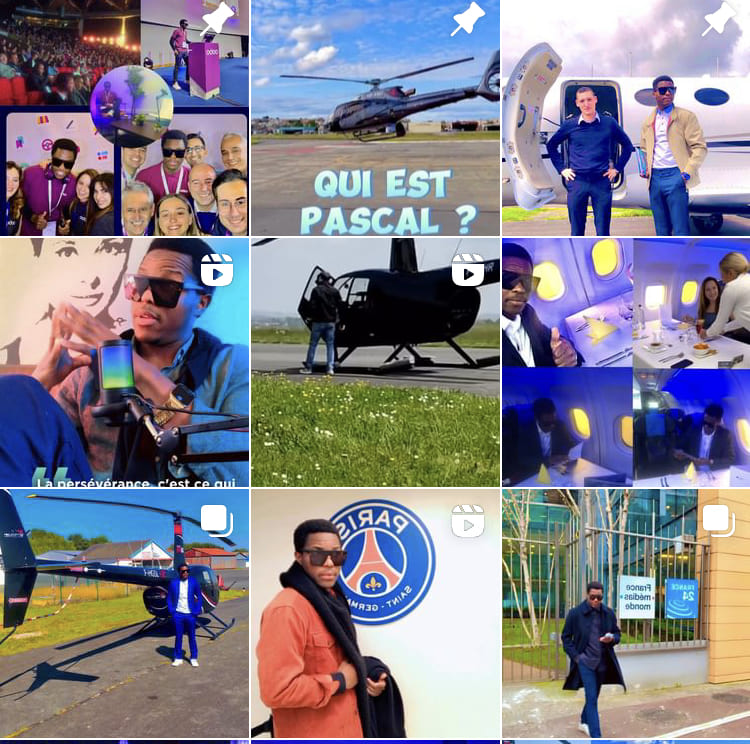 QUI EST
PASCAL ?
La persévérance, c'est ce qui
PARIS
SAINT-GERMAIN
France
médias
monde
FRANCE
24